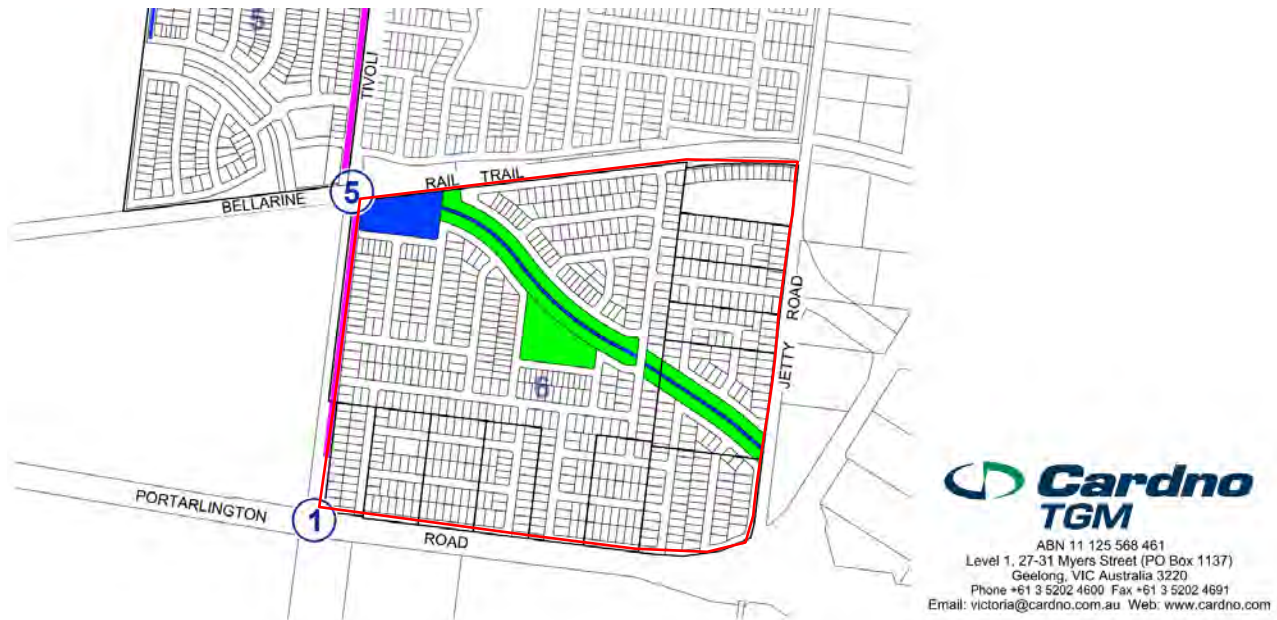 5
TIVOLI
5
RAIL TRAIL
BELLARINE
JETTY ROAD
6
PORTARLINGTON ROAD
1
Cardno
TGM
ABN 11 125 568 461
Level 1, 27-31 Myers Street (PO Box 1137)
Geelong, VIC Australia 3220
Phone +61 3 5202 4600 Fax +61 3 5202 4691
Email: victoria@cardno.com.au Web: www.cardno.com